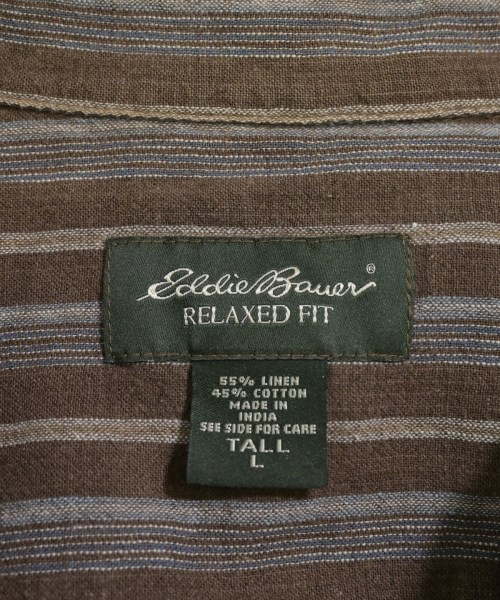 Eddie Bauer®
RELAXED FIT
55% LINEN
45% COTTON
MADE IN
INDIA
SEE SIDE FOR CARE
TALL
L